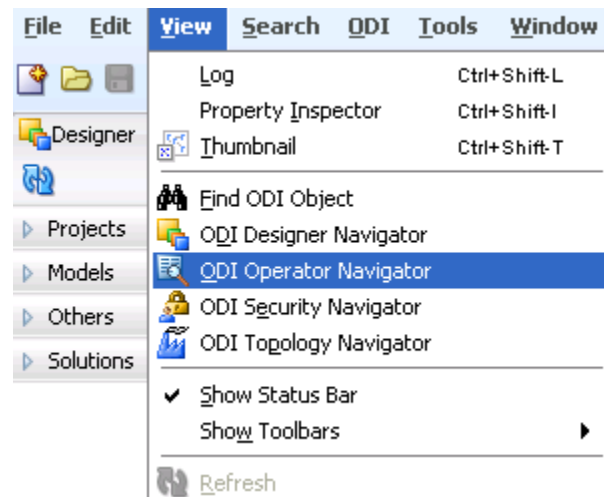 File Edit View Search ODI Tools Window
Designer
Projects
Models
Others
Solutions
Log Ctrl+Shift-L
Property Inspector Ctrl+Shift-I
Thumbnail Ctrl+Shift-T
Find ODI Object
ODI Designer Navigator
ODI Operator Navigator
ODI Security Navigator
ODI Topology Navigator
Show Status Bar
Show Toolbars
Refresh